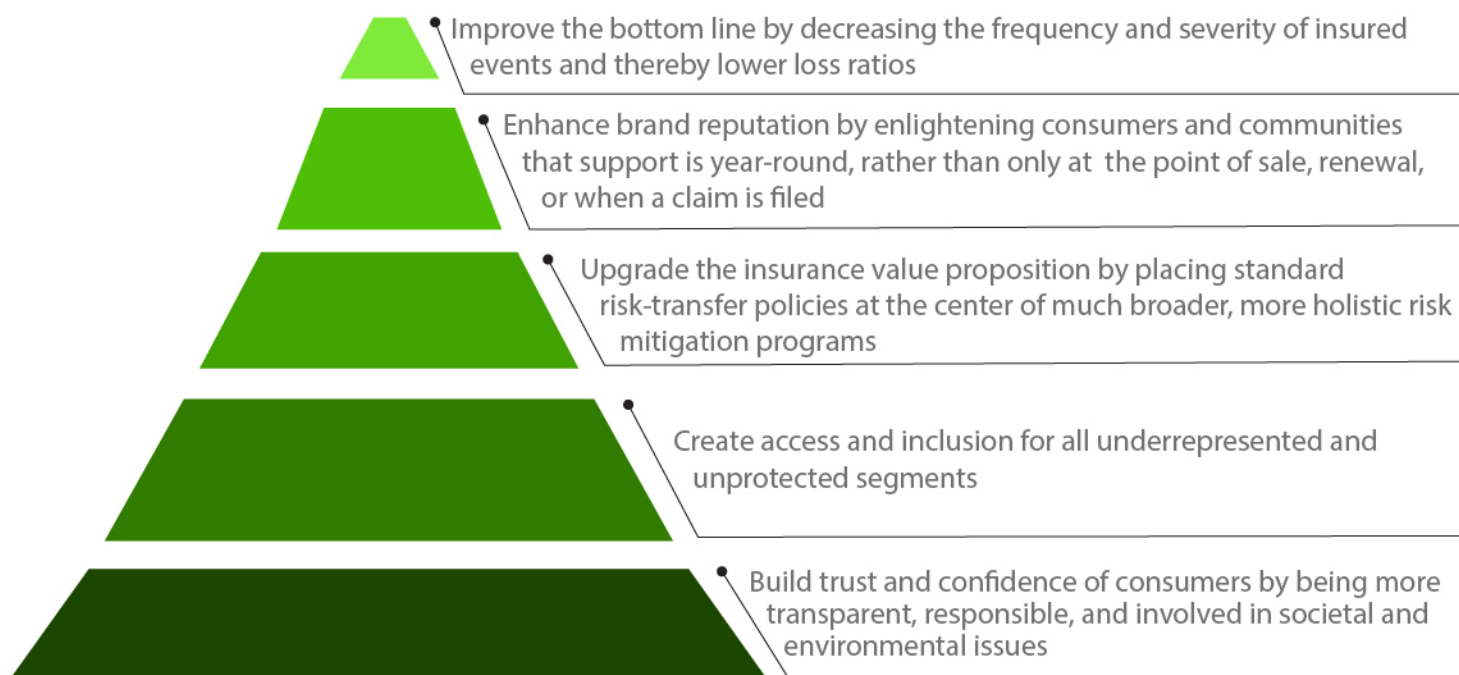 Improve the bottom line by decreasing the frequency and severity of insured
events and thereby lower loss ratios
Enhance brand reputation by enlightening consumers and communities
that support is year-round, rather than only at the point of sale, renewal,
or when a claim is filed
Upgrade the insurance value proposition by placing standard
risk-transfer policies at the center of much broader, more holistic risk
mitigation programs
Create access and inclusion for all underrepresented and
unprotected segments
Build trust and confidence of consumers by being more
transparent, responsible, and involved in societal and
environmental issues